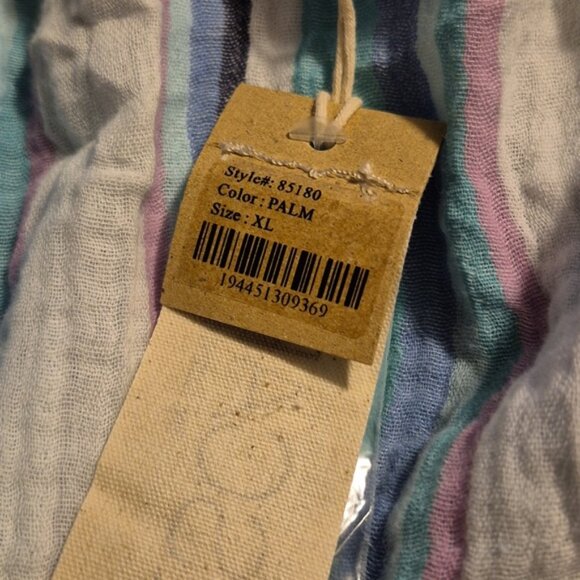 Style#: 85180
Color : PALM
Size : XL
194451309369